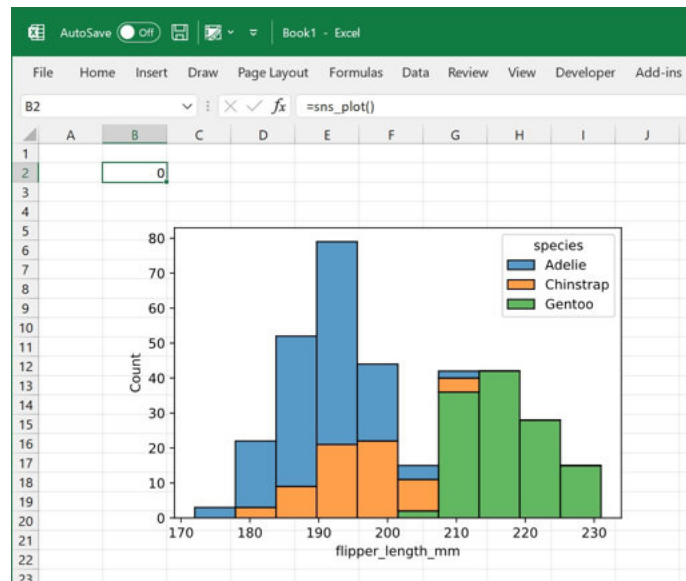 AutoSave Off Book1 - Excel
File Home Insert Draw Page Layout Formulas Data Review View Developer Add-ins
B2 fx =sns_plot()
A B C D E F G H I J
1
2 0
3
4
5
6
7
8
9
10
11
12
13
14
15
16
17
18
19
20
21
22
23
80
70
60
50
40
30
20
10
0
Count
170 180 190 200 210 220 230
flipper_length_mm
species
Adelie
Chinstrap
Gentoo